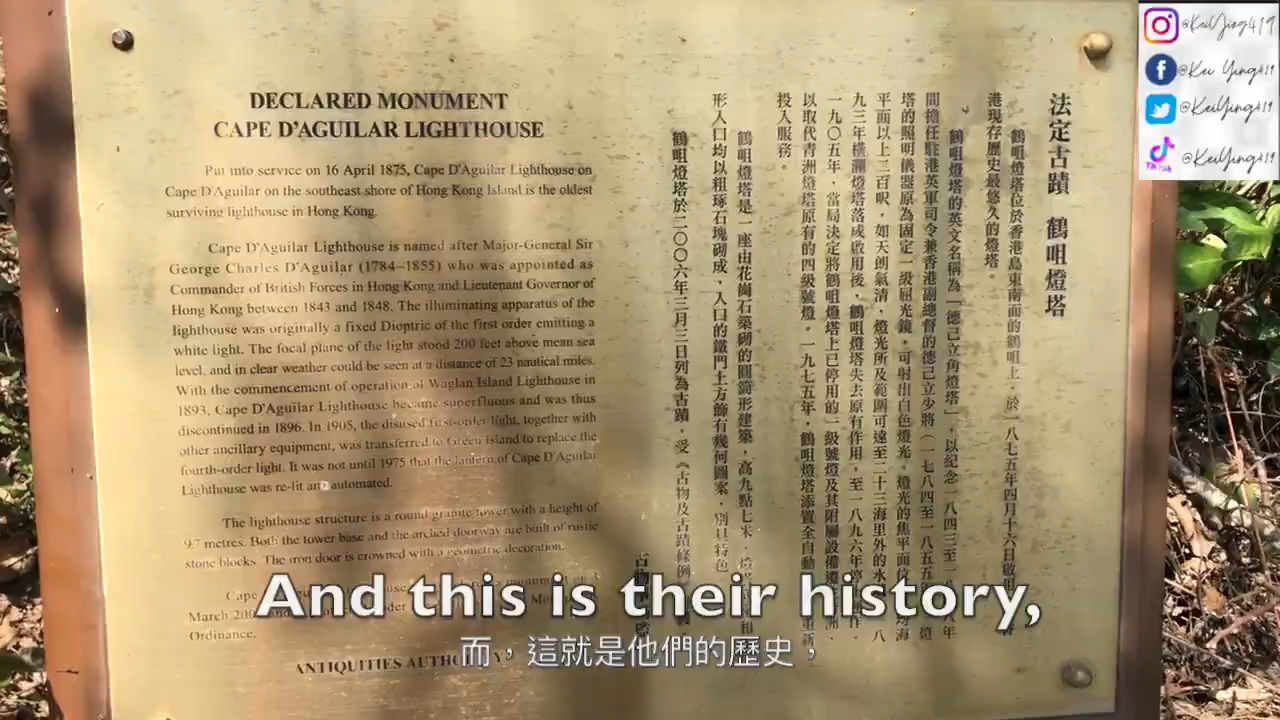 DECLARED MONUMENT
CAPE D'AGUILAR LIGHTHOUSE
Put into service on 16 April 1875, Cape D'Aguilar Lighthouse on
Cape D'Aguilar on the southeast shore of Hong Kong Island is the oldest
surviving lighthouse in Hong Kong.
Cape D'Aguilar Lighthouse is named after Major-General Sir
George Charles D'Aguilar (1784–1855) who was appointed as
Commander of British Forces in Hong Kong and Lieutenant Governor of
Hong Kong between 1843 and 1848. The illuminating apparatus of the
lighthouse was originally a fixed Dioptric of the first order emitting a
white light. The focal plane of the light stood 200 feet above mean sea
level, and in clear weather could be seen at a distance of 23 nautical miles.
With the commencement of operation of Waglan Island Lighthouse in
1893, Cape D'Aguilar Lighthouse became superfluous and was thus
discontinued in 1896. In 1905, the disused first-order light, together with
other ancillary equipment, was transferred to Green Island to replace the
fourth-order light. It was not until 1975 that the lantern of Cape D'Aguilar
Lighthouse was re-lit and automated.
The lighthouse structure is a round granite tower with a height of
9.7 metres. Both the tower base and the arched doorway are built of rustic
stone blocks. The iron door is crowned with a geometric decoration.
Cape
March 200
Ordinance.
ANTIQUITIES AUTHORITY
法定古蹟 鶴咀燈塔
鶴咀燈塔位於香港島東南面的鶴咀上，於一八七五年四月十六日啟用
港現存歷史最悠久的燈塔。
鶴咀燈塔的英文名稱為「德己立角燈塔」，以紀念一八四三至一八 八年
間擔任駐港英軍司令兼香港副總督的德己立少將（一七八四至一八五五
塔的照明儀器原為固定一級屈光鏡，可射出白色燈光。燈光的焦平面 海
平面以上二百呎，如天朗氣清，燈光所及範圍可遠至二十三海里外的水 八
九三年橫瀾燈塔落成啟用後，鶴咀燈塔失去原有作用，至一八九六年停 作。
一九〇五年，當局決定將鶴咀燈塔上已停用的一級號燈及其附屬設備遷 洲，
以取代青洲燈塔原有的四級號燈。一九七五年，鶴咀燈塔添置全自動 重新
投入服務。
鶴咀燈塔是一座由花崗石築砌的圓筒形建築，高九點七米， 和
形入口均以粗琢石塊砌成，入口的鐵門上方飾有幾何圖案，別具特色
鶴咀燈塔於二〇〇六年三月三日列為古蹟，受《古物及古蹟條例
古物
And this is their history,
而，這就是他們的歷史，
@KeiYing419
@Kei Ying419
@KeiYing419
TikTok
@KeiYing419